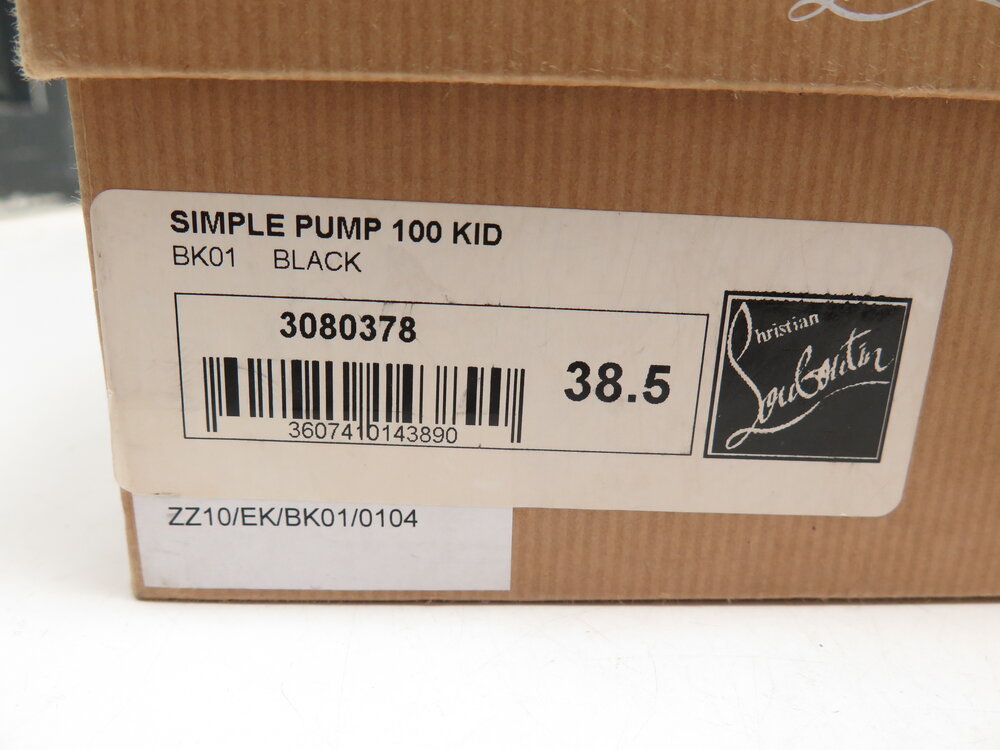 SIMPLE PUMP 100 KID
BK01 BLACK
3080378
3607410143890
38.5
Christian
Louboutin
ZZ10/EK/BK01/0104